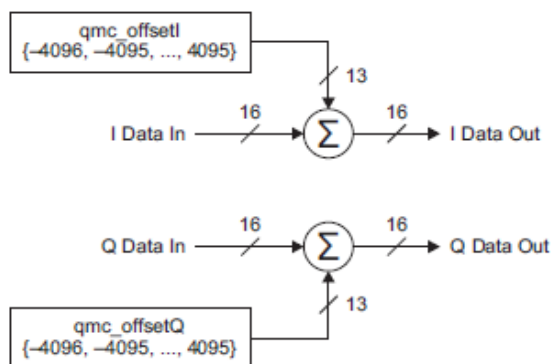 qmc_offsetI
{–4096, –4095, ..., 4095}
13
16
16
I Data In
Σ
I Data Out
16
16
Q Data In
Σ
Q Data Out
13
qmc_offsetQ
{–4096, –4095, ..., 4095}